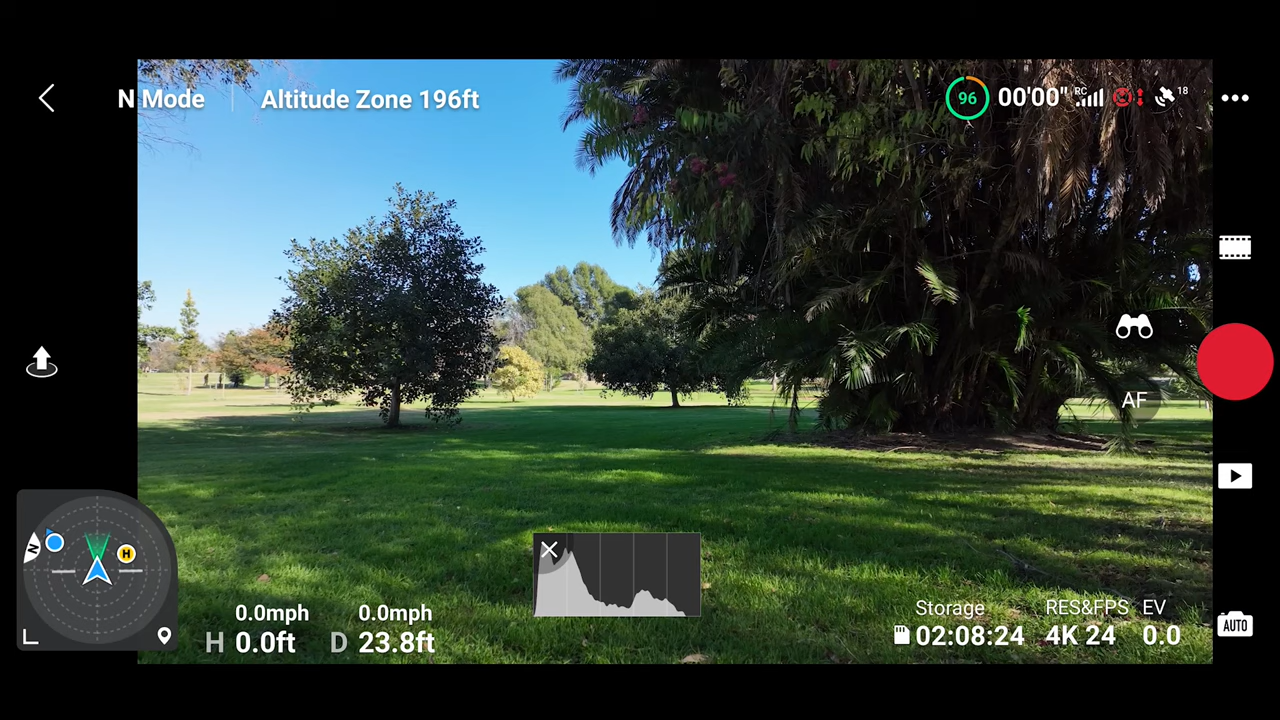 N Mode
Altitude Zone 196ft
96
00'00"
RC
18
AF
N
H
0.0mph
0.0mph
H 0.0ft
D 23.8ft
Storage
02:08:24
RES&FPS
4K 24
EV
0.0
AUTO